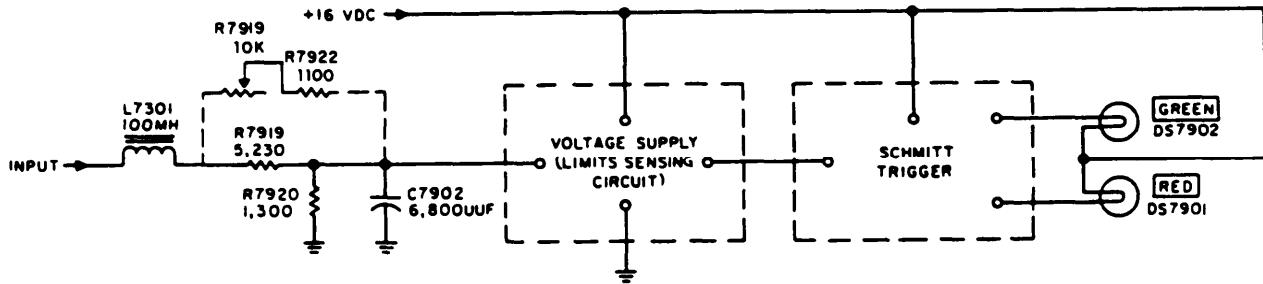 +16 VDC
R7919
10K
R7922
1100
L7301
100MH
R7919
5,230
INPUT
R7920
1,300
C7902
6,800UUF
VOLTAGE SUPPLY
(LIMITS SENSING
CIRCUIT)
SCHMITT
TRIGGER
GREEN
DS7902
RED
DS7901